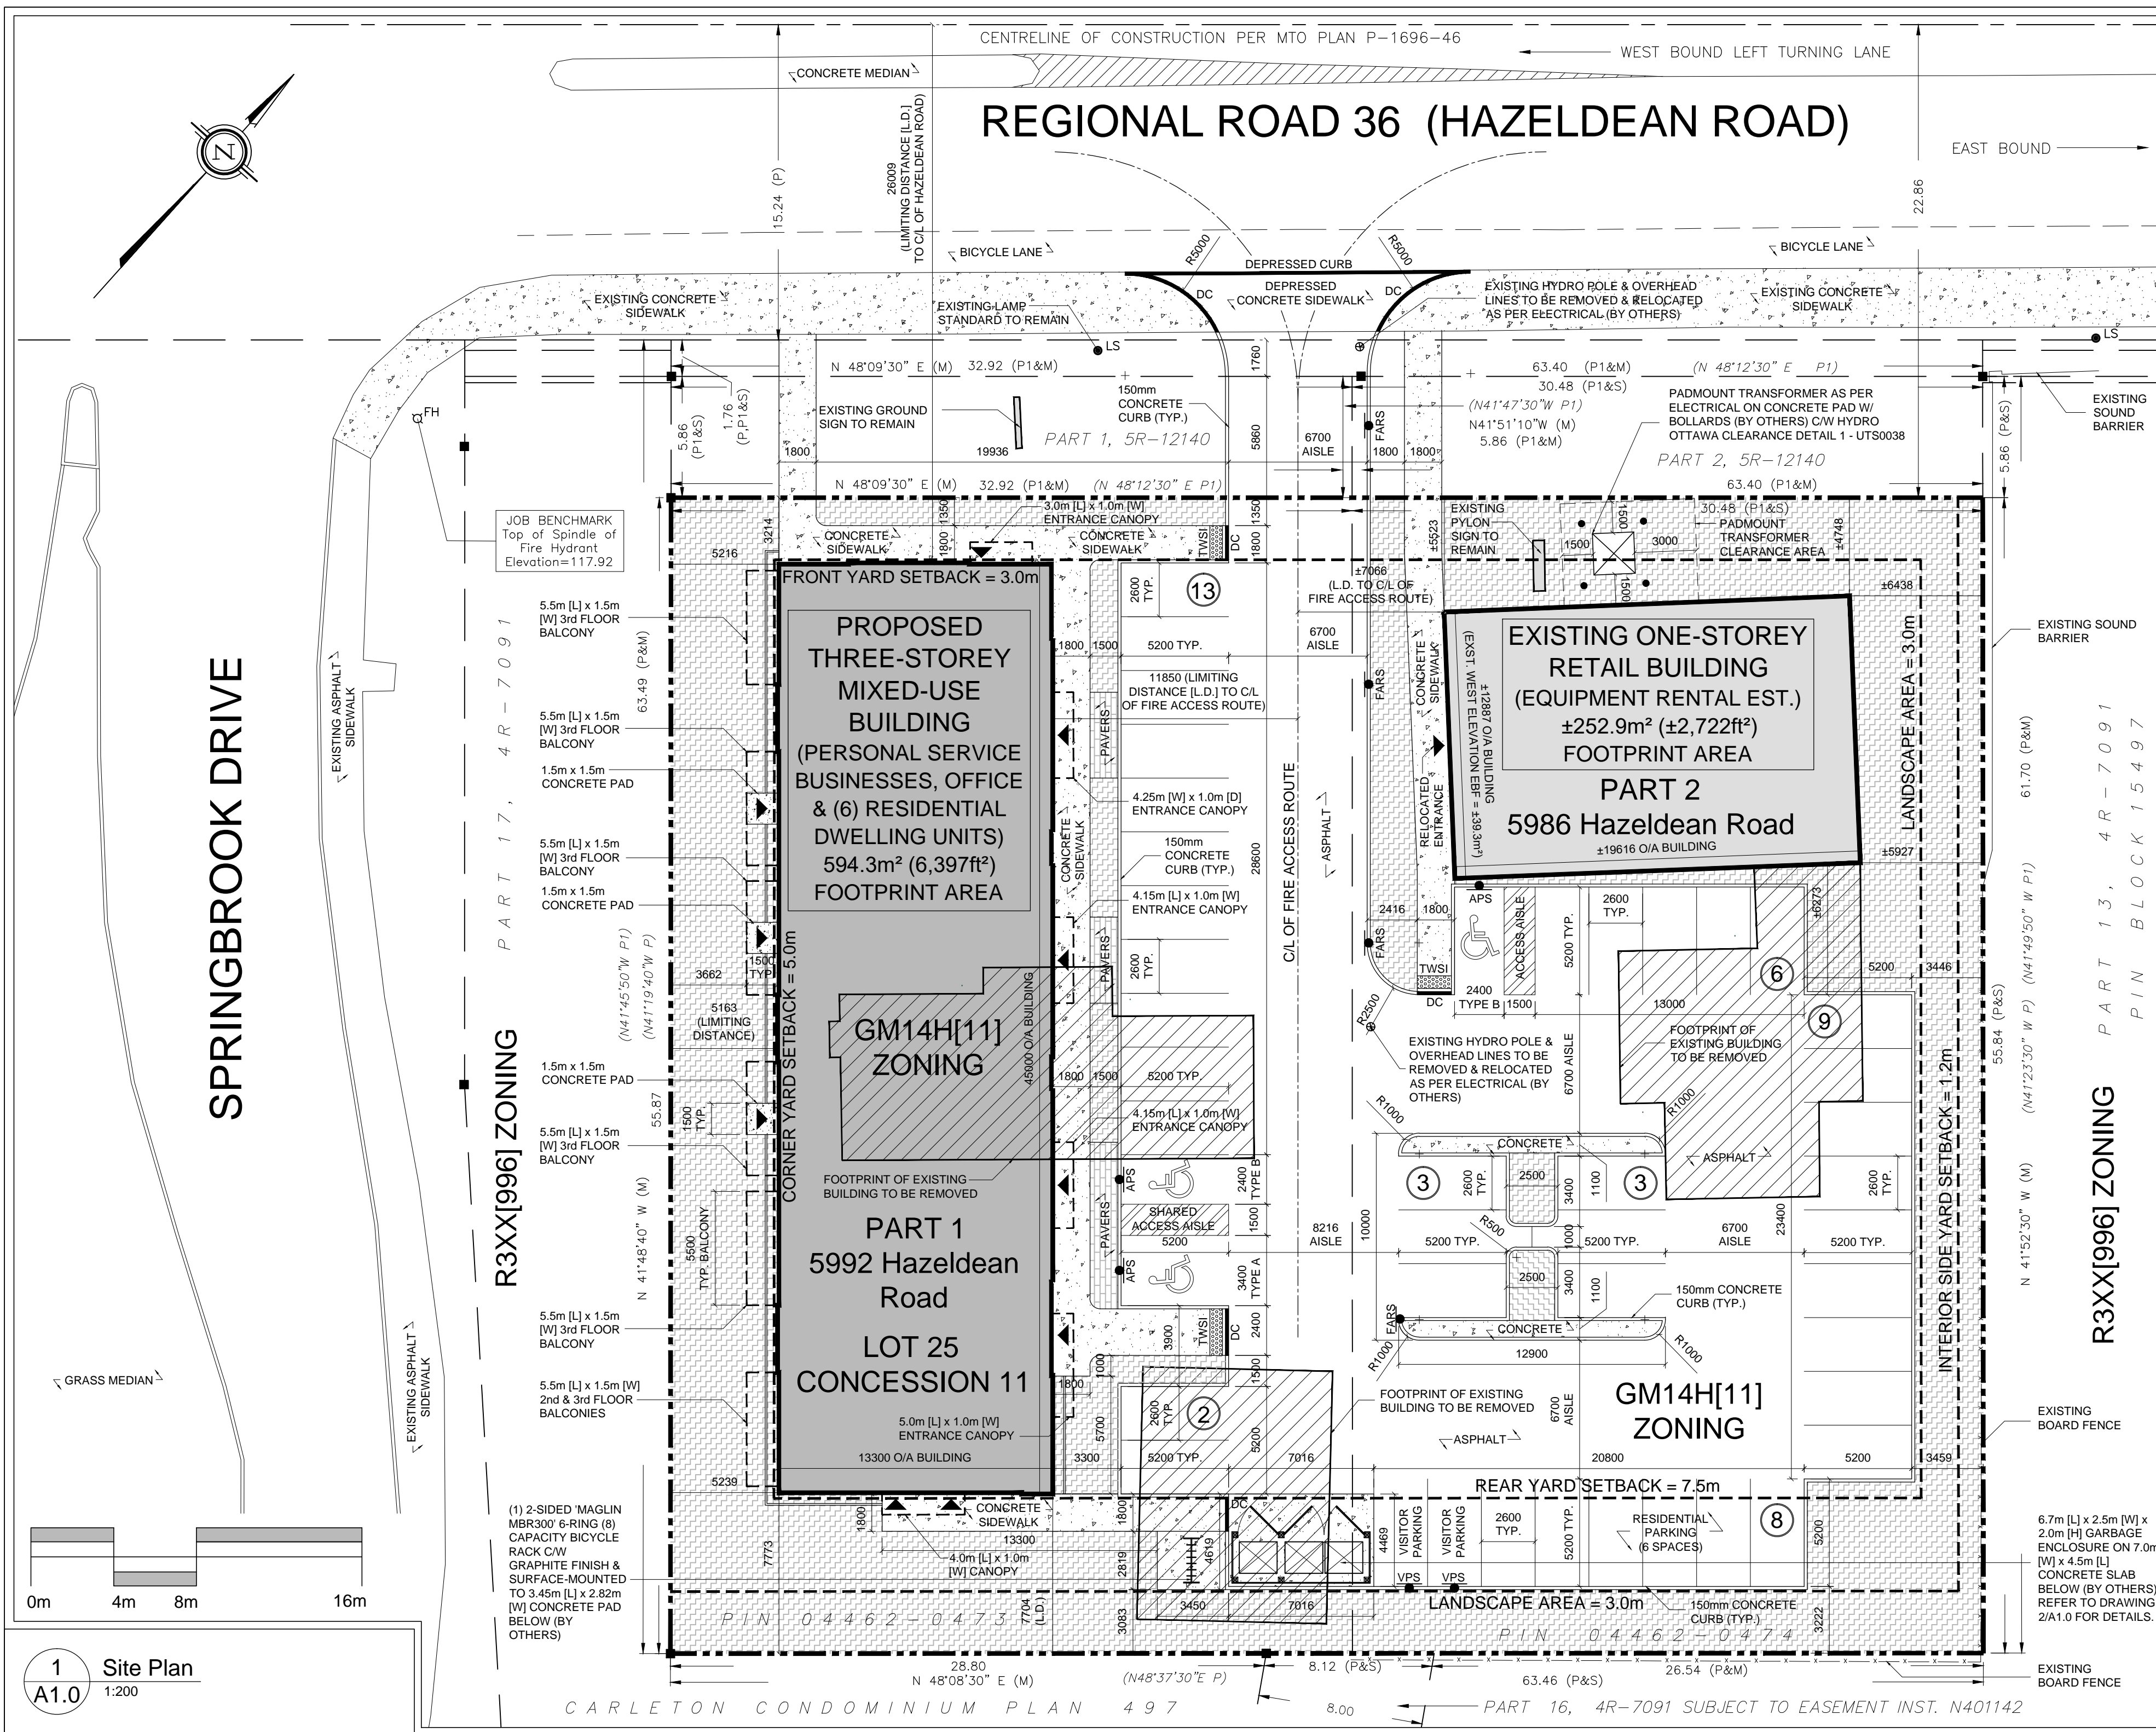 CENTRELINE OF CONSTRUCTION PER MTO PLAN P-1696-46
WEST BOUND LEFT TURNING LANE
CONCRETE MEDIAN
REGIONAL ROAD 36 (HAZELDEAN ROAD)
EAST BOUND
N
15.24 (P)
26009
(LIMITING DISTANCE [L.D.]
TO C/L OF HAZELDEAN ROAD)
22.86
BICYCLE LANE
R5000
R5000
BICYCLE LANE
DEPRESSED CURB
DC
DEPRESSED
CONCRETE SIDEWALK
DC
EXISTING CONCRETE
SIDEWALK
EXISTING LAMP
STANDARD TO REMAIN
LS
EXISTING HYDRO POLE & OVERHEAD
LINES TO BE REMOVED & RELOCATED
AS PER ELECTRICAL (BY OTHERS)
EXISTING CONCRETE
SIDEWALK
LS
N 48°09'30" E (M) 32.92 (P1&M)
1760
63.40 (P1&M)
(N 48°12'30" E P1)
30.48 (P1&S)
FH
5.86
(P1&S)
1.76
(P,P1&S)
EXISTING GROUND
SIGN TO REMAIN
150mm
CONCRETE
CURB (TYP.)
PART 1, 5R-12140
1800
19936
5860
6700
AISLE
FARS
1800
1800
(N41°47'30"W P1)
N41°51'10"W (M)
5.86 (P1&M)
PADMOUNT TRANSFORMER AS PER
ELECTRICAL ON CONCRETE PAD W/
BOLLARDS (BY OTHERS) C/W HYDRO
OTTAWA CLEARANCE DETAIL 1 - UTS0038
PART 2, 5R-12140
5.86 (P&S)
EXISTING
SOUND
BARRIER
N 48°09'30" E (M) 32.92 (P1&M) (N 48°12'30" E P1)
63.40 (P1&M)
30.48 (P1&S)
JOB BENCHMARK
Top of Spindle of
Fire Hydrant
Elevation=117.92
3214
5216
CONCRETE
SIDEWALK
1350
1800
3.0m [L] x 1.0m [W]
ENTRANCE CANOPY
CONCRETE
SIDEWALK
TWSI
DC
1350
1800
±5523
EXISTING
PYLON
SIGN TO
REMAIN
1500
1500
3000
1500
PADMOUNT
TRANSFORMER
CLEARANCE AREA
±4748
±6438
FRONT YARD SETBACK = 3.0m
2600
TYP.
13
±7066
(L.D. TO C/L OF
FIRE ACCESS ROUTE)
PROPOSED
THREE-STOREY
MIXED-USE
BUILDING
(PERSONAL SERVICE
BUSINESSES, OFFICE
& (6) RESIDENTIAL
DWELLING UNITS)
594.3m² (6,397ft²)
FOOTPRINT AREA
5.5m [L] x 1.5m
[W] 3rd FLOOR
BALCONY
63.49 (P&M)
5.5m [L] x 1.5m
[W] 3rd FLOOR
BALCONY
1.5m x 1.5m
CONCRETE PAD
5.5m [L] x 1.5m
[W] 3rd FLOOR
BALCONY
1.5m x 1.5m
CONCRETE PAD
SPRINGBROOK DRIVE
EXISTING ASPHALT
SIDEWALK
PART 17, 4R-7091
1800
1500
5200 TYP.
6700
AISLE
11850 (LIMITING
DISTANCE [L.D.] TO C/L
OF FIRE ACCESS ROUTE)
PAVERS
FARS
CONCRETE
SIDEWALK
EXISTING ONE-STOREY
RETAIL BUILDING
(EQUIPMENT RENTAL EST.)
±252.9m² (±2,722ft²)
FOOTPRINT AREA
PART 2
5986 Hazeldean Road
±19616 O/A BUILDING
±12887 O/A BUILDING
(EXST. WEST ELEVATION EBF = ±39.3m²)
RELOCATED
ENTRANCE
LANDSCAPE AREA = 3.0m
EXISTING SOUND
BARRIER
±5927
61.70 (P&M)
PART 13, 4R-7091
PIN BLOCK 15497
4.25m [W] x 1.0m [D]
ENTRANCE CANOPY
150mm
CONCRETE
CURB (TYP.)
28600
CONCRETE
SIDEWALK
4.15m [L] x 1.0m [W]
ENTRANCE CANOPY
C/L OF FIRE ACCESS ROUTE
ASPHALT
PAVERS
2600
TYP.
FARS
2416
1800
APS
ACCESS AISLE
2600
TYP.
5200 TYP.
±6273
TWSI
DC
2400
TYPE B
1500
13000
6
9
5200
3446
3662
1500
TYP.
5163
(LIMITING
DISTANCE)
(N41°45'50"W P1)
(N41°19'40"W P)
CORNER YARD SETBACK = 5.0m
45000 O/A BUILDING
GM14H[11]
ZONING
R2500
EXISTING HYDRO POLE &
OVERHEAD LINES TO BE
REMOVED & RELOCATED
AS PER ELECTRICAL (BY
OTHERS)
6700 AISLE
FOOTPRINT OF
EXISTING BUILDING
TO BE REMOVED
55.84 (P&S)
(N41°23'30" W P) (N41°49'50" W P1)
1.5m x 1.5m
CONCRETE PAD
1500
TYP.
55.87
1800
1500
5200 TYP.
4.15m [L] x 1.0m [W]
ENTRANCE CANOPY
5.5m [L] x 1.5m
[W] 3rd FLOOR
BALCONY
R3XX[996] ZONING
FOOTPRINT OF EXISTING
BUILDING TO BE REMOVED
APS
2400
TYPE B
PAVERS
SHARED
ACCESS AISLE
1500
5200
8216
AISLE
APS
3400
TYPE A
R1000
CONCRETE
R1000
ASPHALT
3
2600
TYP.
2500
3400
1100
3
2600
TYP.
10000
R500
1000
5200 TYP.
5200 TYP.
6700
AISLE
23400
5200 TYP.
2500
3400
1100
150mm CONCRETE
CURB (TYP.)
FARS
CONCRETE
R1000
R1000
12900
INTERIOR SIDE YARD SETBACK = 1.2m
N 41°52'30" W (M)
R3XX[996] ZONING
N 41°48'40" W (M)
5500
TYP. BALCONY
PART 1
5992 Hazeldean
Road
LOT 25
CONCESSION 11
5.5m [L] x 1.5m
[W] 3rd FLOOR
BALCONY
5.5m [L] x 1.5m [W]
2nd & 3rd FLOOR
BALCONIES
3900
TWSI
DC
2400
1000
1800
1500
2600
TYP.
2
5700
5200
FOOTPRINT OF EXISTING
BUILDING TO BE REMOVED
6700
AISLE
ASPHALT
GM14H[11]
ZONING
GRASS MEDIAN
EXISTING ASPHALT
SIDEWALK
5.0m [L] x 1.0m [W]
ENTRANCE CANOPY
13300 O/A BUILDING
3300
5200 TYP.
7016
20800
5200
3459
EXISTING
BOARD FENCE
5239
REAR YARD SETBACK = 7.5m
(1) 2-SIDED 'MAGLIN
MBR300' 6-RING (8)
CAPACITY BICYCLE
RACK C/W
GRAPHITE FINISH &
SURFACE-MOUNTED
TO 3.45m [L] x 2.82m
[W] CONCRETE PAD
BELOW (BY
OTHERS)
1800
CONCRETE
SIDEWALK
13300
4.0m [L] x 1.0m
[W] CANOPY
7773
1800
2819
4619
DC
4469
VISITOR
PARKING
VISITOR
PARKING
2600
TYP.
5200 TYP.
RESIDENTIAL
PARKING
(6 SPACES)
8
5200
VPS
VPS
6.7m [L] x 2.5m [W] x
2.0m [H] GARBAGE
ENCLOSURE ON 7.0m
[W] x 4.5m [L]
CONCRETE SLAB
BELOW (BY OTHERS)
REFER TO DRAWING
2/A1.0 FOR DETAILS.
3450
7016
LANDSCAPE AREA = 3.0m
150mm CONCRETE
CURB (TYP.)
PIN 04462-0473
7704
(L.D.)
3083
PIN 04462-0474
3222
0m 4m 8m 16m
1
A1.0
Site Plan
1:200
28.80
N 48°08'30" E (M)
(N48°37'30"E P)
8.12 (P&S)
63.46 (P&S)
26.54 (P&M)
EXISTING
BOARD FENCE
CARLETON CONDOMINIUM PLAN 497
8.00
PART 16, 4R-7091 SUBJECT TO EASEMENT INST. N401142